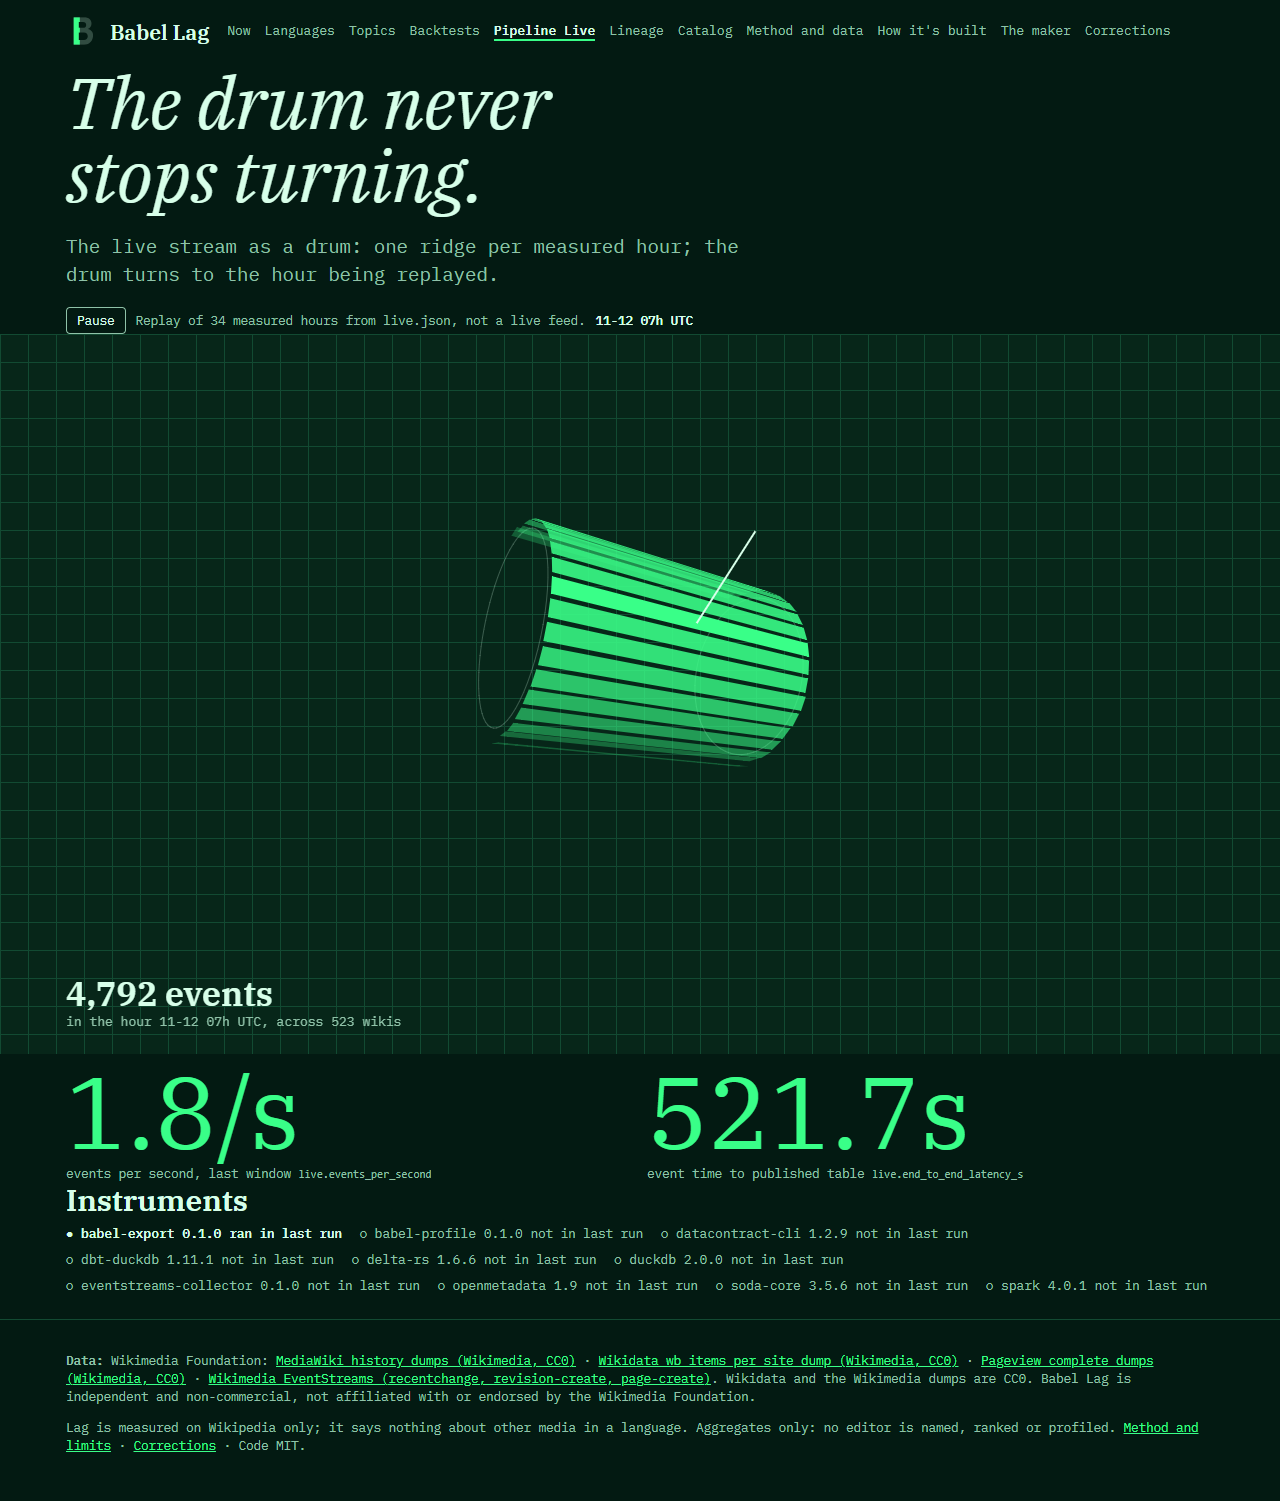 B Babel Lag Now Languages Topics Backtests Pipeline Live Lineage Catalog Method and data How it's built The maker Corrections
The drum never
stops turning.
The live stream as a drum: one ridge per measured hour; the
drum turns to the hour being replayed.
Pause Replay of 34 measured hours from live.json, not a live feed. 11-12 07h UTC
4,792 events
in the hour 11-12 07h UTC, across 523 wikis
1.8/s 521.7s
events per second, last window live.events_per_second event time to published table live.end_to_end_latency_s
Instruments
● babel-export 0.1.0 ran in last run ○ babel-profile 0.1.0 not in last run ○ datacontract-cli 1.2.9 not in last run
○ dbt-duckdb 1.11.1 not in last run ○ delta-rs 1.6.6 not in last run ○ duckdb 2.0.0 not in last run
○ eventstreams-collector 0.1.0 not in last run ○ openmetadata 1.9 not in last run ○ soda-core 3.5.6 not in last run ○ spark 4.0.1 not in last run
Data: Wikimedia Foundation: MediaWiki history dumps (Wikimedia, CC0) · Wikidata wb items per site dump (Wikimedia, CC0) · Pageview complete dumps
(Wikimedia, CC0) · Wikimedia EventStreams (recentchange, revision-create, page-create). Wikidata and the Wikimedia dumps are CC0. Babel Lag is
independent and non-commercial, not affiliated with or endorsed by the Wikimedia Foundation.
Lag is measured on Wikipedia only; it says nothing about other media in a language. Aggregates only: no editor is named, ranked or profiled. Method and
limits · Corrections · Code MIT.